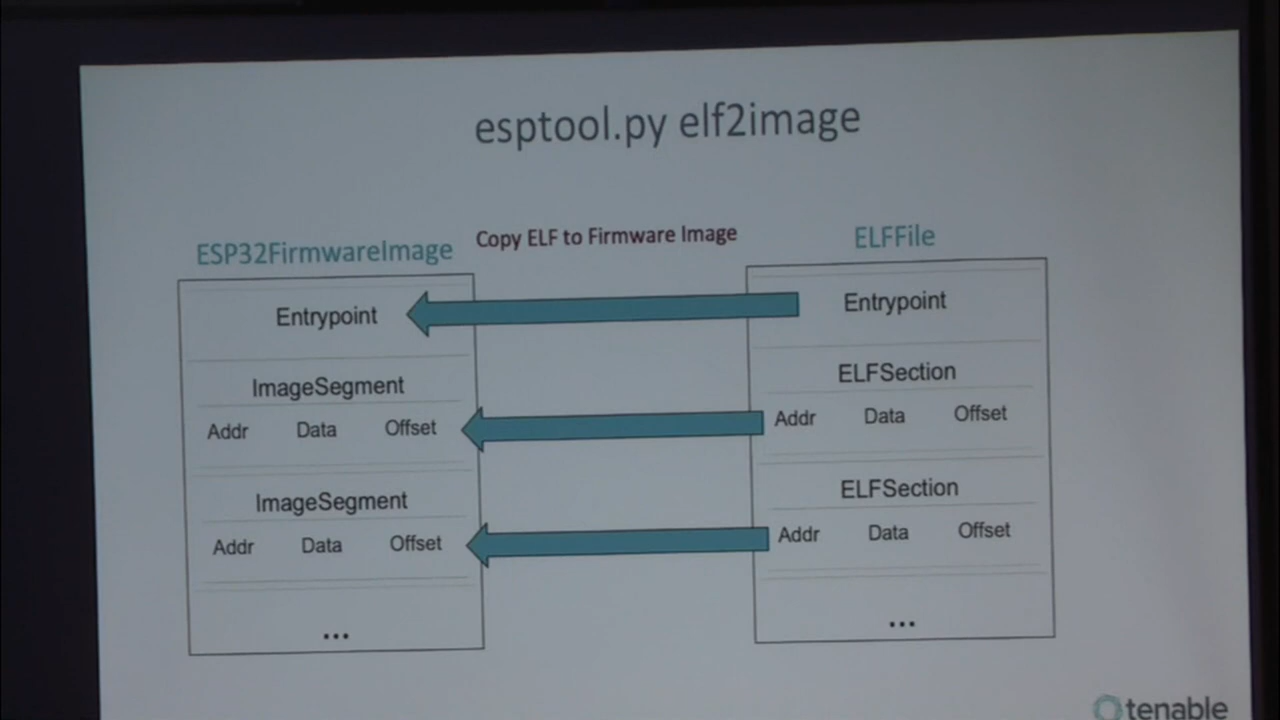 esptool.py elf2image
ESP32FirmwareImage
Copy ELF to Firmware Image
ELFFile
Entrypoint
Entrypoint
ImageSegment
ELFSection
Addr Data Offset
Addr Data Offset
ImageSegment
ELFSection
Addr Data Offset
Addr Data Offset
...
...
tenable